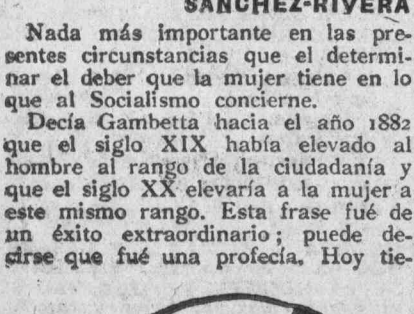 SANCHEZ-RIVERA
Nada más importante en las pre-
sentes circunstancias que el determi-
nar el deber que la mujer tiene en lo
que al Socialismo concierne.
Decía Gambetta hacia el año 1882
que el siglo XIX había elevado al
hombre al rango de la ciudadanía y
que el siglo XX elevaría a la mujer a
este mismo rango. Esta frase fué de
un éxito extraordinario; puede de-
cirse que fué una profecía. Hoy tie-